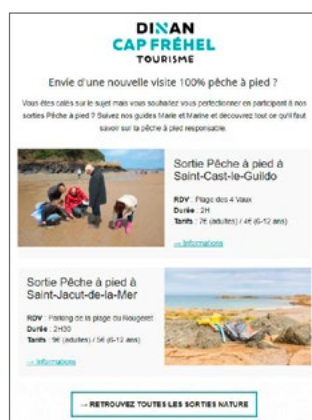 DINAN
CAP FRÉHEL
TOURISME
Envie d'une nouvelle visite 100% pêche à pied ?
Vous êtes calés sur le sujet mais vous souhaitez vous perfectionner en participant à nos
sorties Pêche à pied ? Suivez nos guides Marie et Marine et découvrez tout ce qu'il faut
savoir sur la pêche à pied responsable.
Sortie Pêche à pied à
Saint-Cast-le-Guildo
RDV : Plage des 4 Vaux
Durée : 2H
Tarifs : 7€ (adultes) / 4€ (6-12 ans)
→ Informations
Sortie Pêche à pied à
Saint-Jacut-de-la-Mer
RDV : Parking de la plage du Rougeret
Durée : 2H30
Tarifs : 9€ (adultes) / 5€ (6-12 ans)
→ Informations
→ RETROUVEZ TOUTES LES SORTIES NATURE